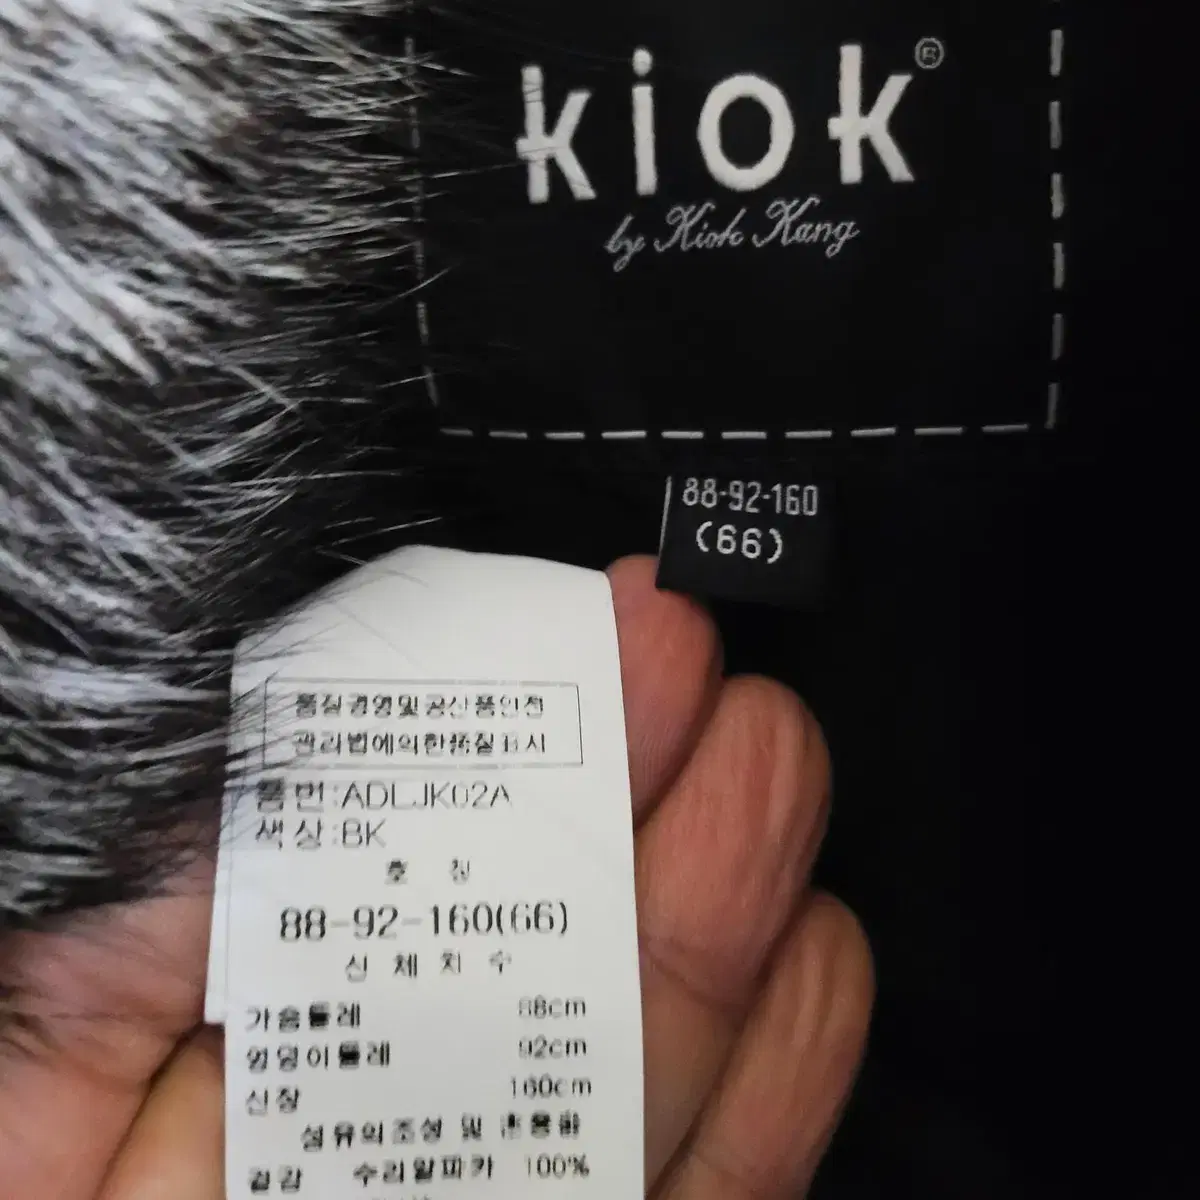 kiok®
by Kiok Kang
88-92-160
(66)
품질경영및공산품안전
관리법에의한품질표시
품번:ADLJK02A
색상:BK
호 칭
88-92-160(66)
신 체 치 수
가슴둘레 88cm
엉덩이둘레 92cm
신장 160cm
섬유의조성 및 혼용율
겉감 수리알파카 100%